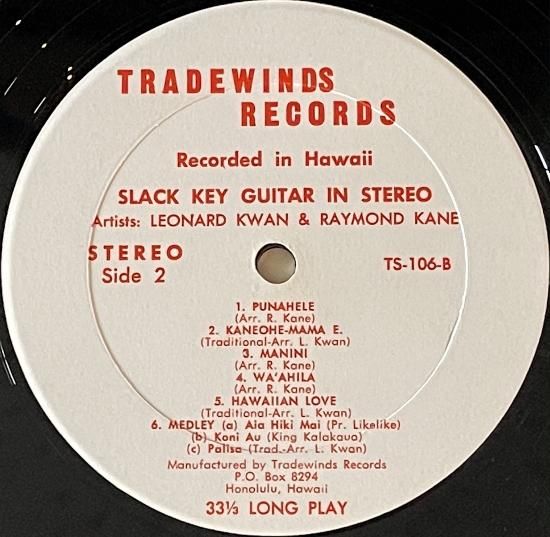 TRADEWINDS
RECORDS
Recorded in Hawaii
SLACK KEY GUITAR IN STEREO
Artists: LEONARD KWAN & RAYMOND KANE
STEREO
Side 2
TS-106-B
1. PUNAHELE
(Arr. R. Kane)
2. KANEOHE-MAMA E.
(Traditional-Arr. L. Kwan)
3. MANINI
(Arr. R. Kane)
4. WA'AHILA
(Arr. R. Kane)
5. HAWAIIAN LOVE
(Traditional-Arr. L. Kwan)
6. MEDLEY (a) Aia Hiki Mai (Pr. Likelike)
(b) Koni Au (King Kalakaua)
(c) Palisa (Trad.-Arr. L. Kwan)
Manufactured by Tradewinds Records
P.O. Box 8294
Honolulu, Hawaii
33⅓ LONG PLAY